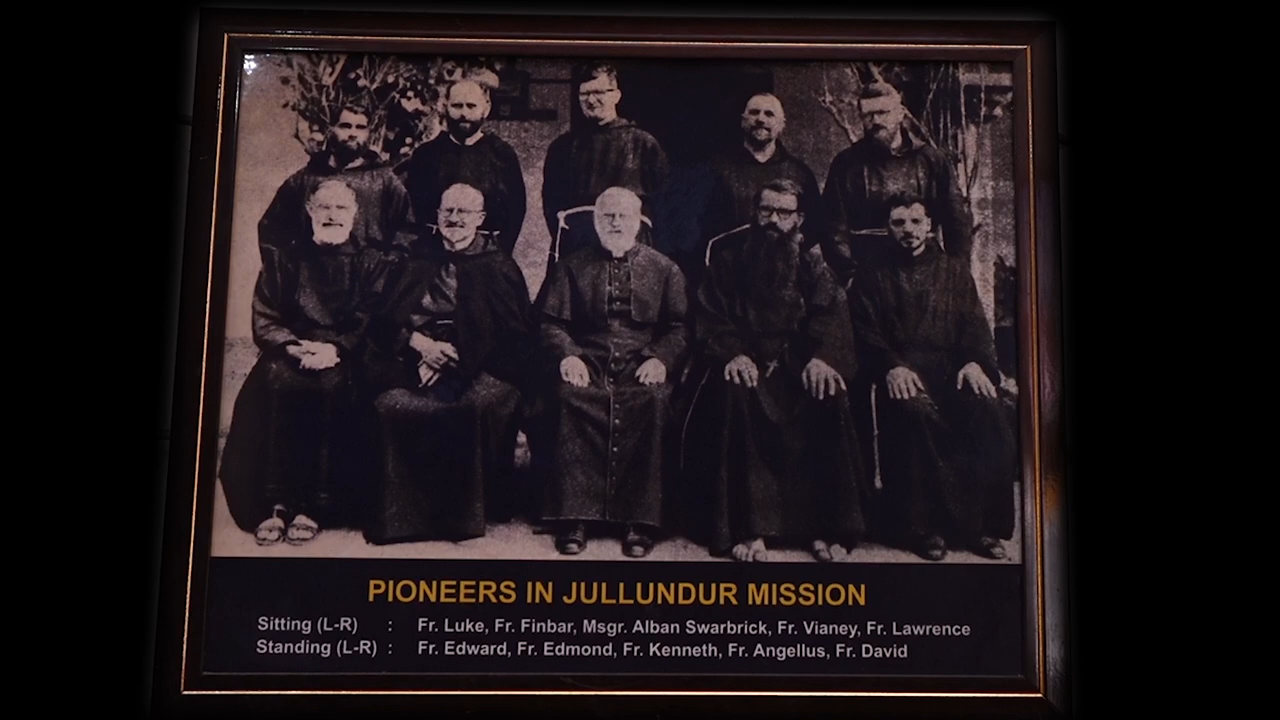 PIONEERS IN JULLUNDUR MISSION
Sitting (L-R) : Fr. Luke, Fr. Finbar, Msgr. Alban Swarbrick, Fr. Vianey, Fr. Lawrence
Standing (L-R) : Fr. Edward, Fr. Edmond, Fr. Kenneth, Fr. Angellus, Fr. David